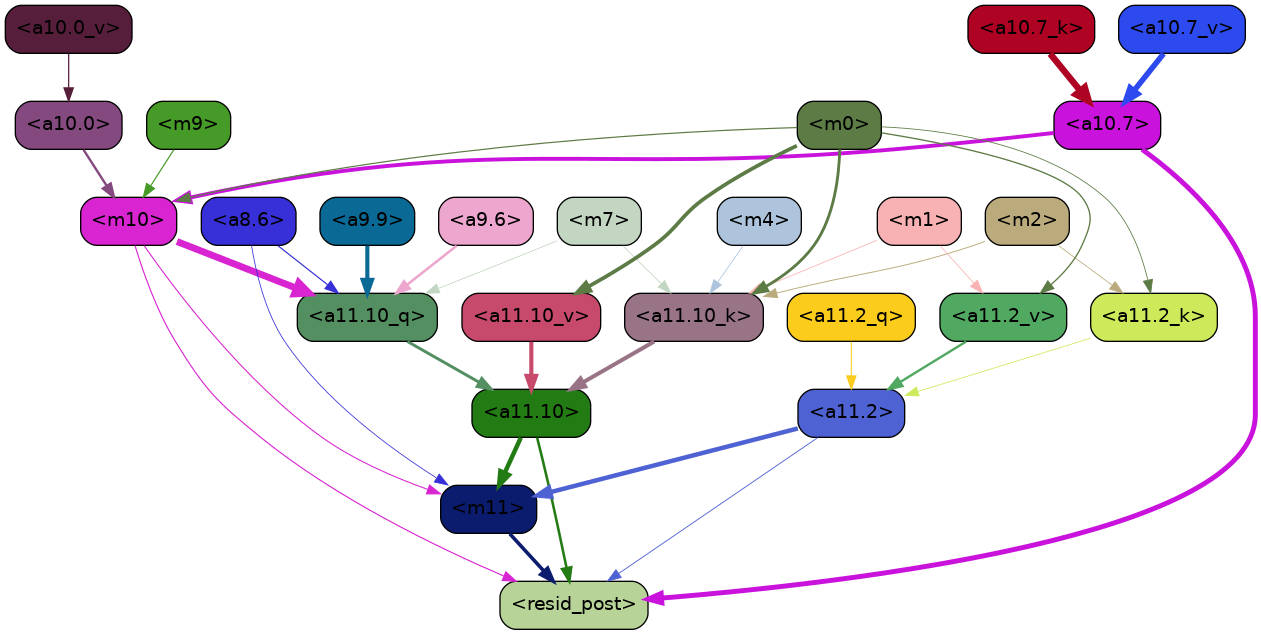 <a10.0_v> <a10.7_k> <a10.7_v>
<a10.0> <m9> <m0> <a10.7>
<m10> <a8.6> <a9.9> <a9.6> <m7> <m4> <m1> <m2>
<a11.10_q> <a11.10_v> <a11.10_k> <a11.2_q> <a11.2_v> <a11.2_k>
<a11.10> <a11.2>
<m11>
<resid_post>